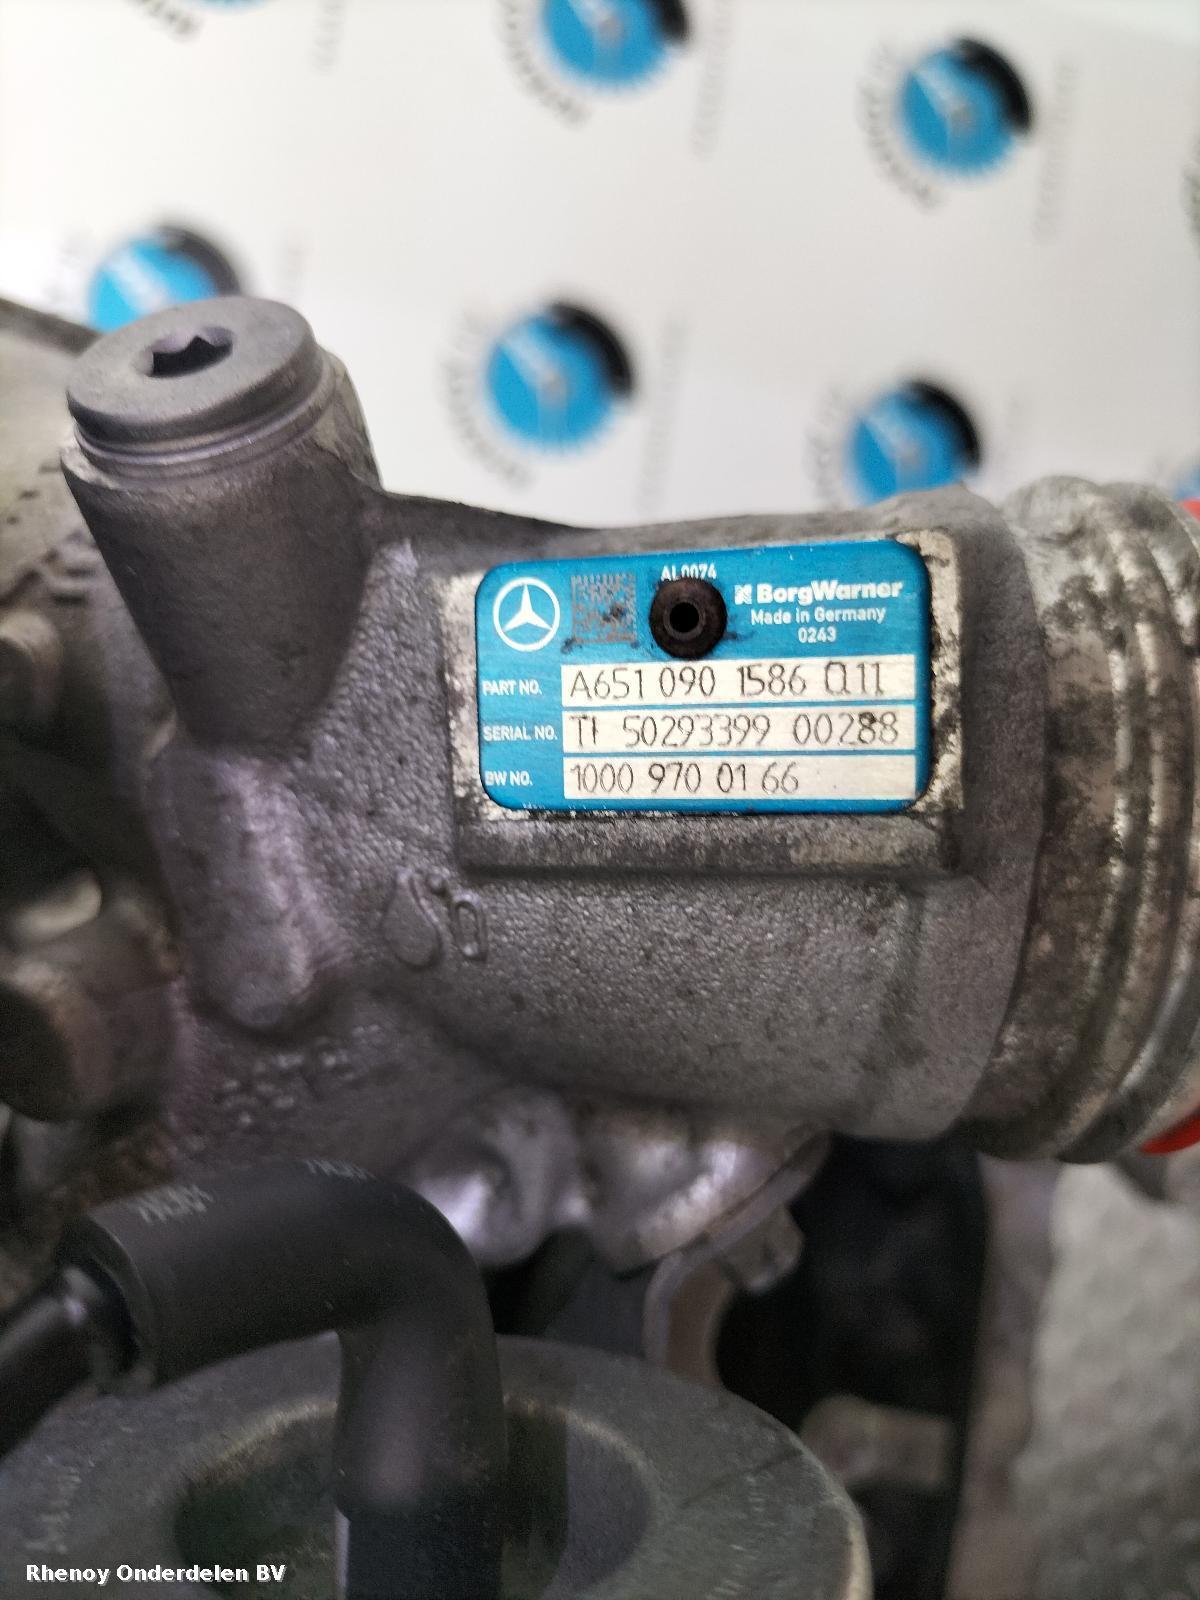 AL0074
BorgWarner
Made in Germany
0243
PART NO. A651 090 1586 Q11
SERIAL NO. T1 50293399 00288
BW NO. 1000 970 01 66
Rhenoy Onderdelen BV